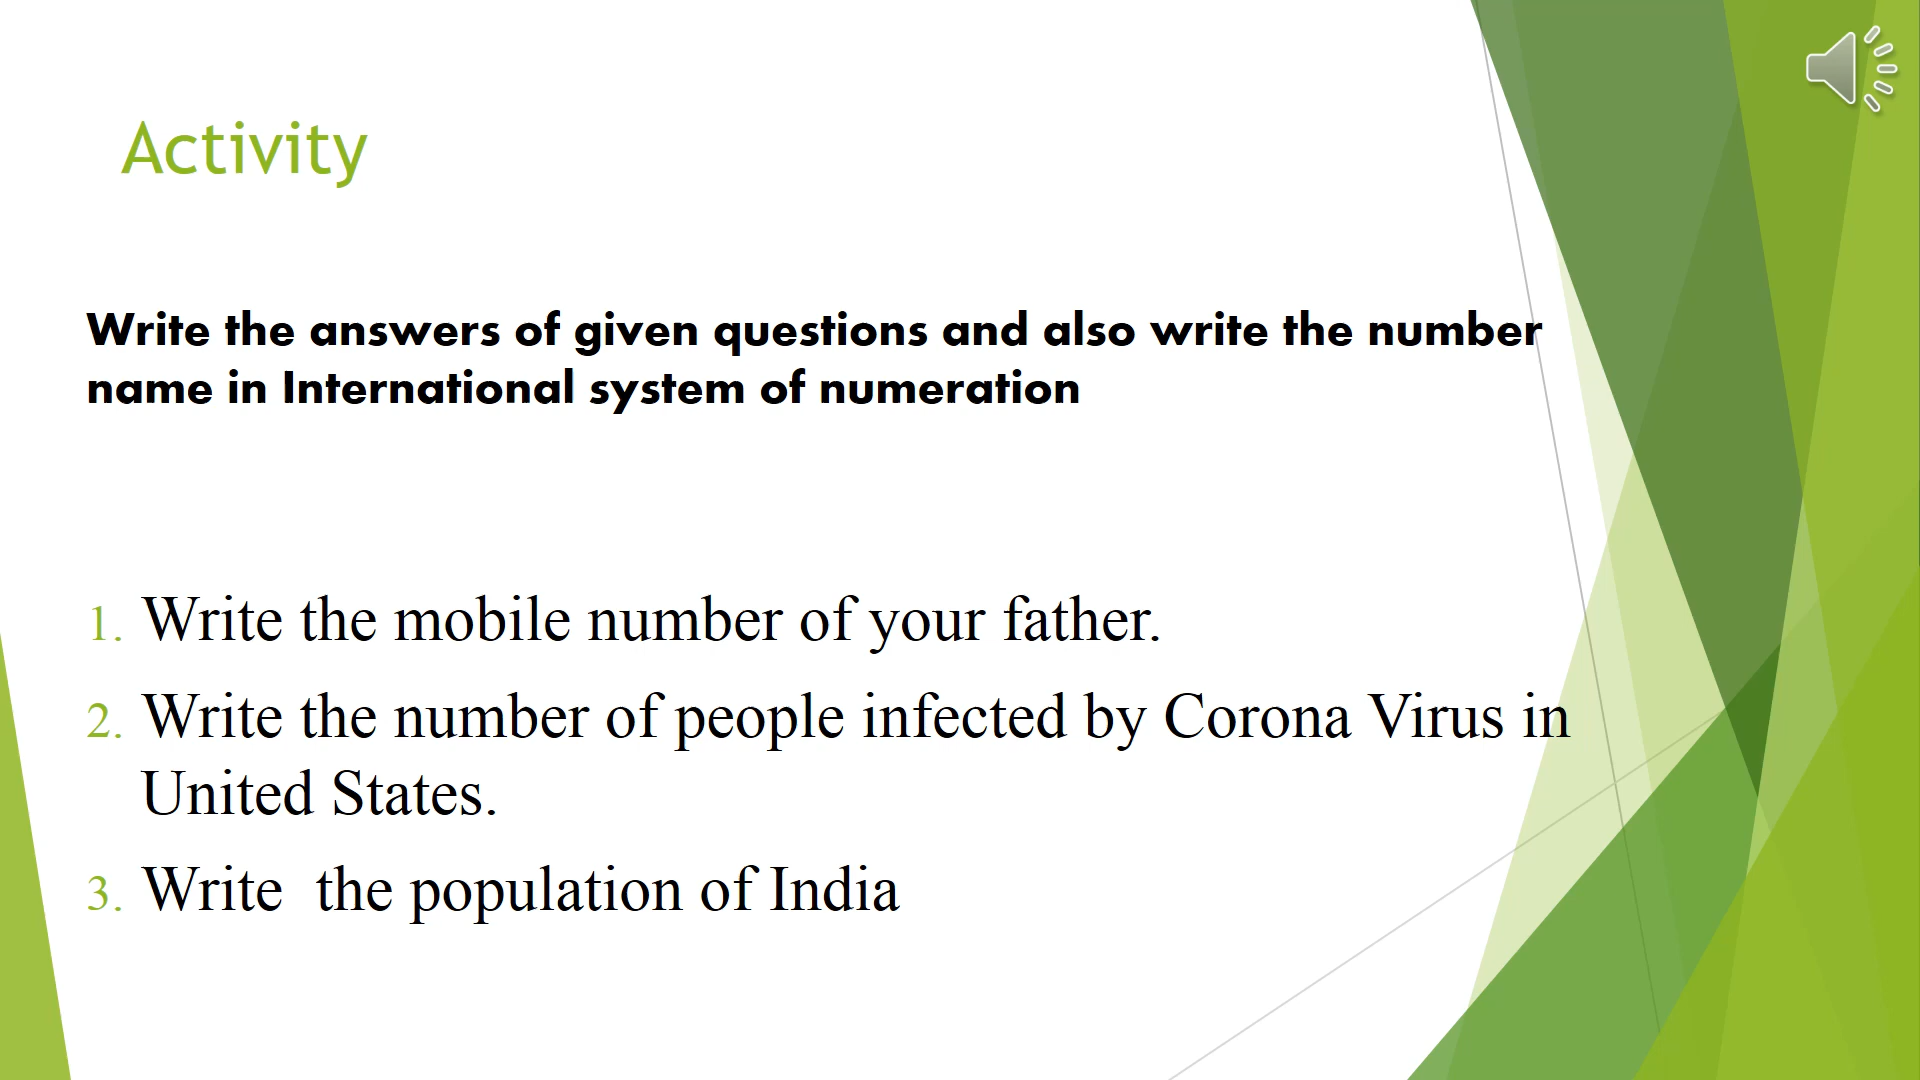 Activity
Write the answers of given questions and also write the number
name in International system of numeration
1. Write the mobile number of your father.
2. Write the number of people infected by Corona Virus in
United States.
3. Write  the population of India